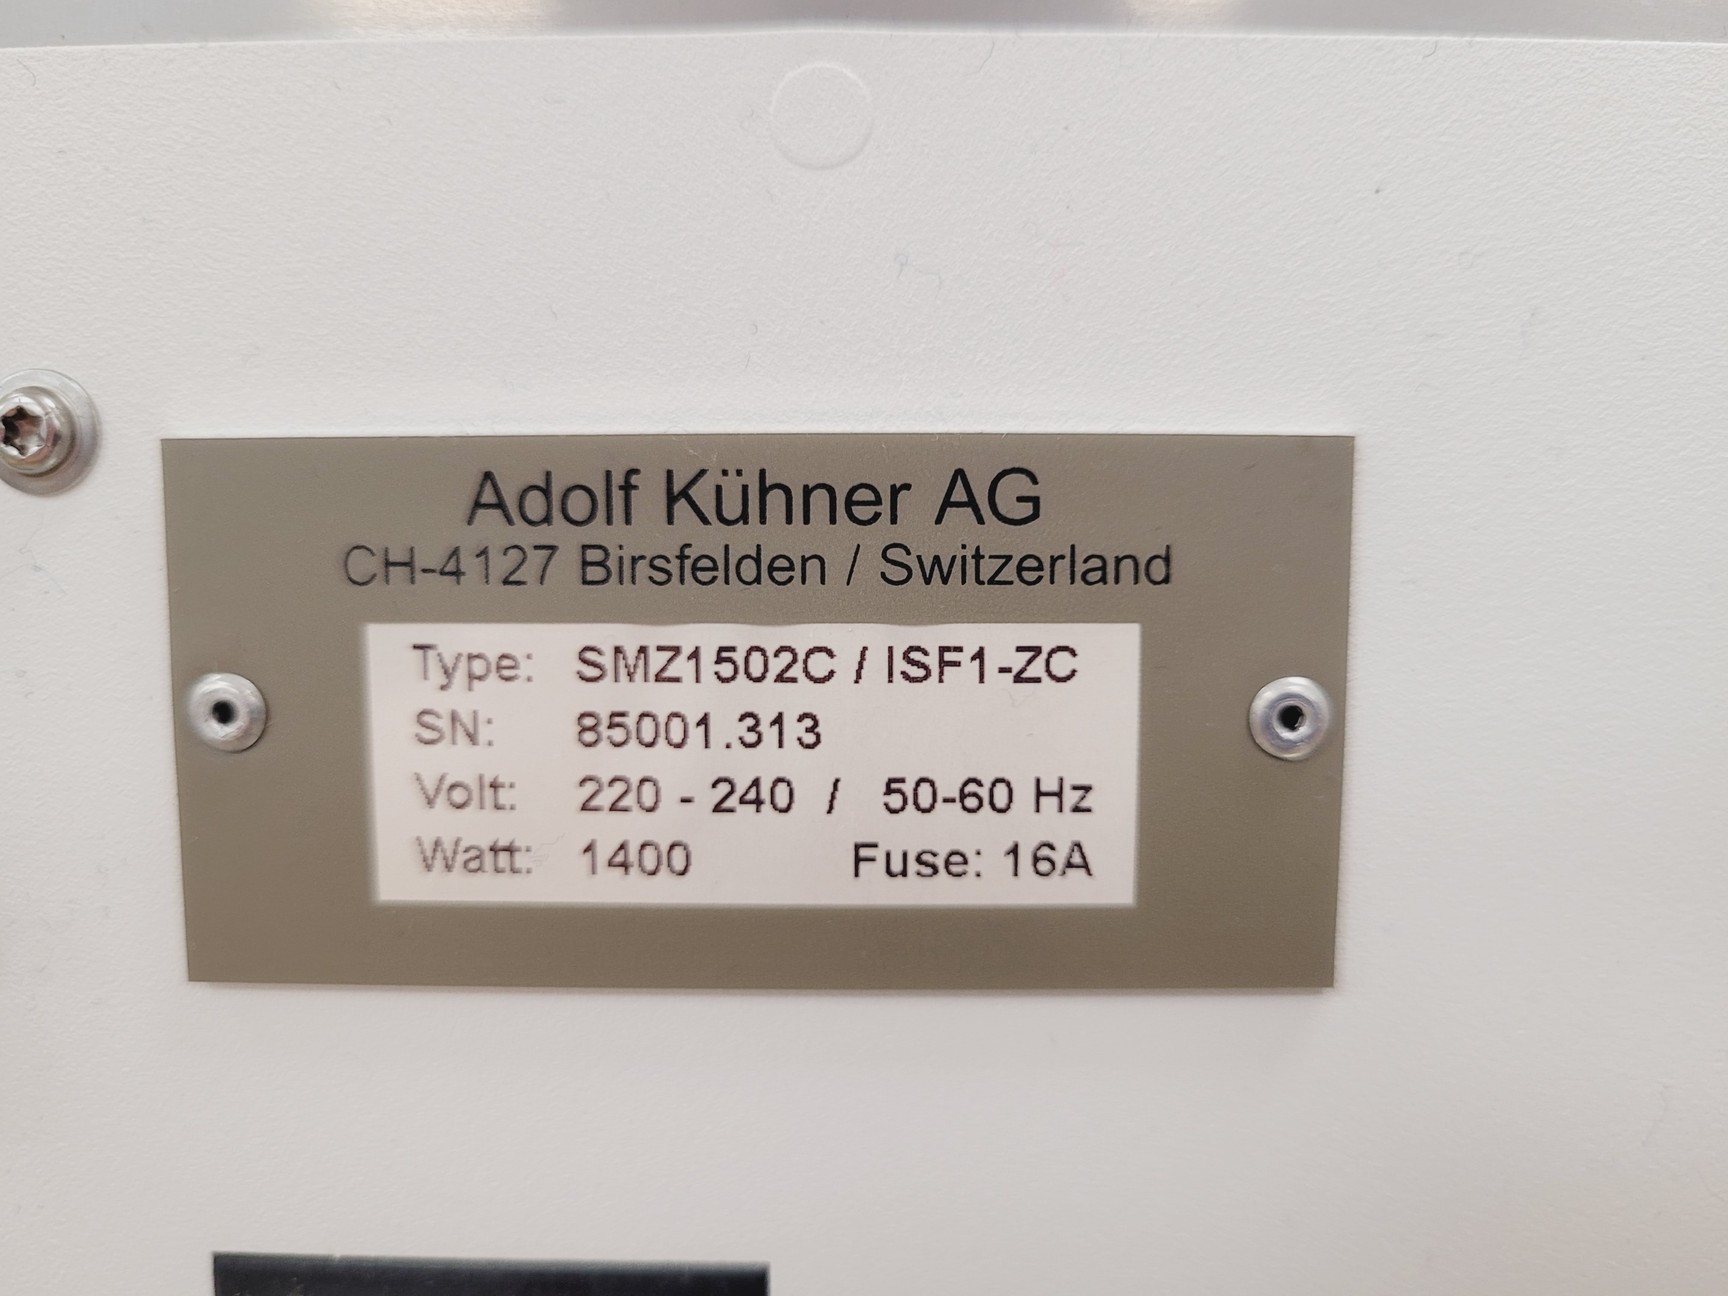 Adolf Kühner AG
CH-4127 Birsfelden / Switzerland
Type: SMZ1502C / ISF1-ZC
SN: 85001.313
Volt: 220 - 240 / 50-60 Hz
Watt: 1400 Fuse: 16A